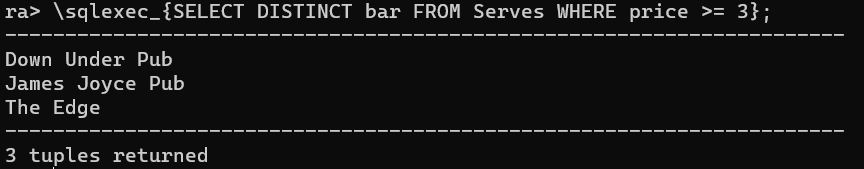 ra> \sqlexec_{SELECT DISTINCT bar FROM Serves WHERE price >= 3};
----------------------------------------------------------------------
Down Under Pub
James Joyce Pub
The Edge
----------------------------------------------------------------------
3 tuples returned